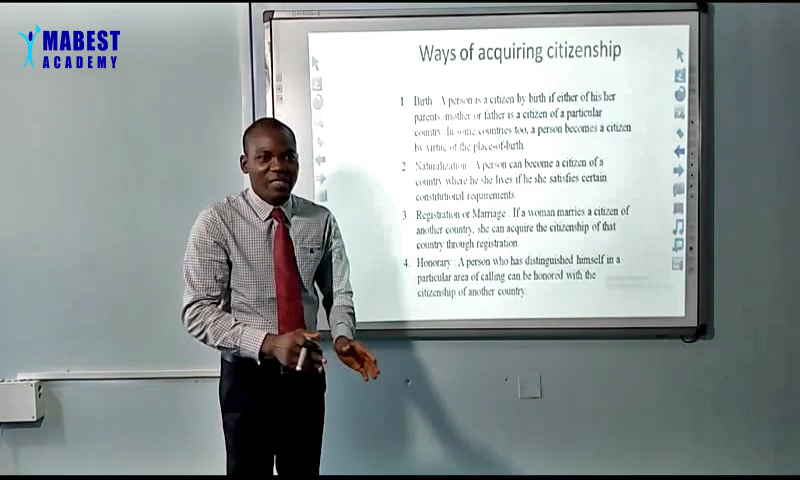 MABEST
ACADEMY
Ways of acquiring citizenship
1 Birth : A person is a citizen by birth if either of his/her
parents, mother or father is a citizen of a particular
country. In some countries too, a person becomes a citizen
by virtue of the place-of-birth
2 Naturalization : A person can become a citizen of a
country where he/she lives if he/she satisfies certain
constitutional requirements.
3 Registration or Marriage : If a woman marries a citizen of
another country, she can acquire the citizenship of that
country through registration.
4. Honorary : A person who has distinguished himself in a
particular area of calling can be honored with the
citizenship of another country.